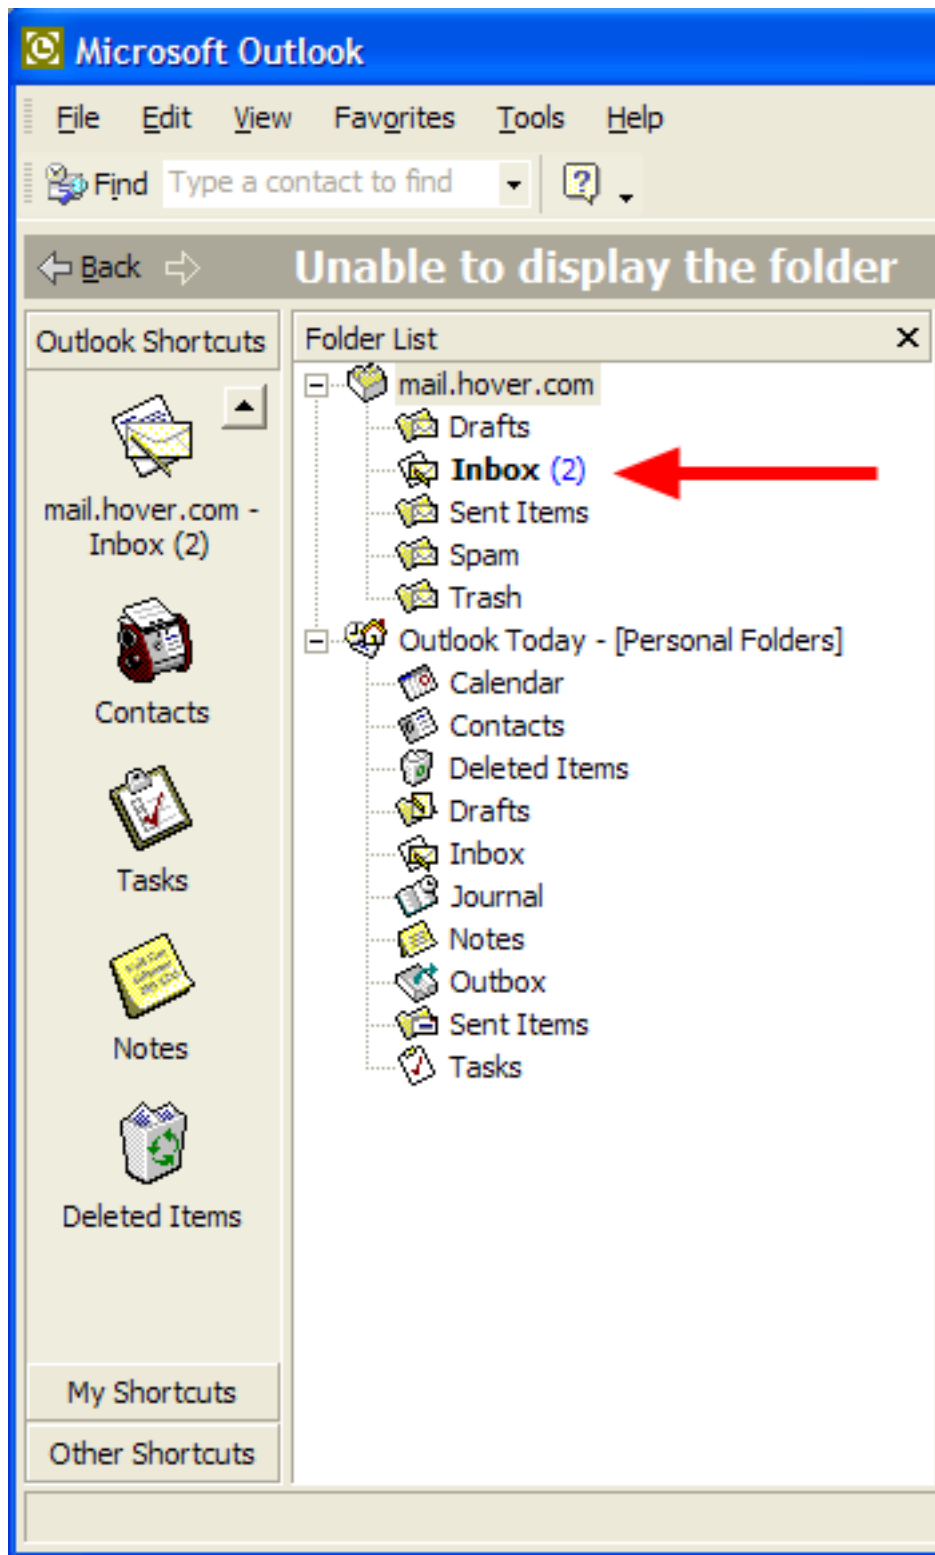 Microsoft Outlook
File Edit View Favorites Tools Help
Find Type a contact to find
Back Unable to display the folder
Outlook Shortcuts
mail.hover.com -
Inbox (2)
Contacts
Tasks
Notes
Deleted Items
My Shortcuts
Other Shortcuts
Folder List
mail.hover.com
Drafts
Inbox (2)
Sent Items
Spam
Trash
Outlook Today - [Personal Folders]
Calendar
Contacts
Deleted Items
Drafts
Inbox
Journal
Notes
Outbox
Sent Items
Tasks